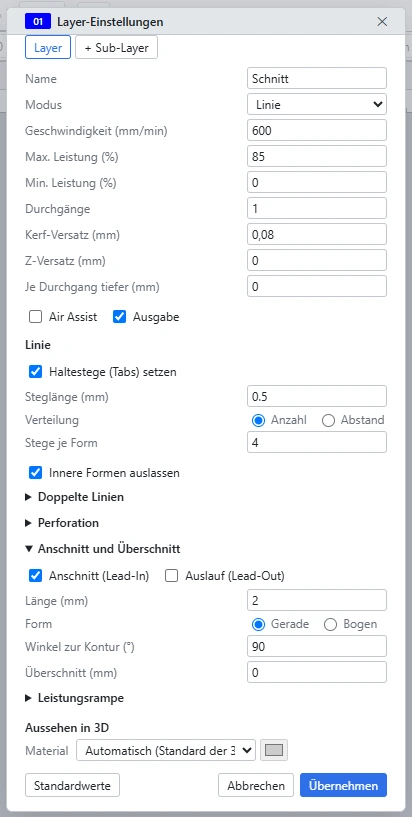 01 Layer-Einstellungen
Layer + Sub-Layer
Name Schnitt
Modus Linie
Geschwindigkeit (mm/min) 600
Max. Leistung (%) 85
Min. Leistung (%) 0
Durchgänge 1
Kerf-Versatz (mm) 0,08
Z-Versatz (mm) 0
Je Durchgang tiefer (mm) 0
Air Assist Ausgabe
Linie
Haltestege (Tabs) setzen
Steglänge (mm) 0.5
Verteilung Anzahl Abstand
Stege je Form 4
Innere Formen auslassen
Doppelte Linien
Perforation
Anschnitt und Überschnitt
Anschnitt (Lead-In) Auslauf (Lead-Out)
Länge (mm) 2
Form Gerade Bogen
Winkel zur Kontur (°) 90
Überschnitt (mm) 0
Leistungsrampe
Aussehen in 3D
Material Automatisch (Standard der 3
Standardwerte Abbrechen Übernehmen